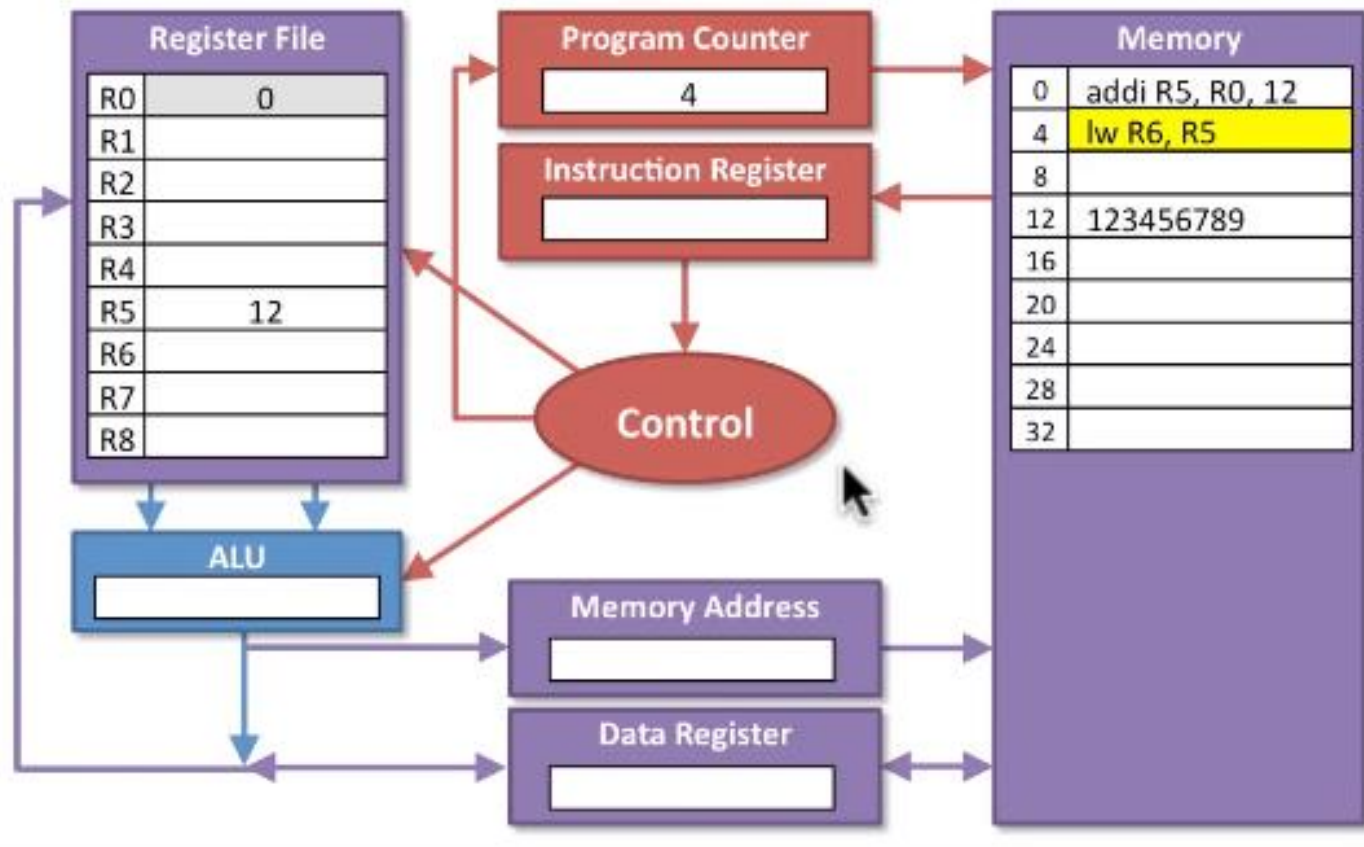 Register File
R0 0
R1
R2
R3
R4
R5 12
R6
R7
R8
ALU
Program Counter
4
Instruction Register
Control
Memory Address
Data Register
Memory
0 addi R5, R0, 12
4 lw R6, R5
8
12 123456789
16
20
24
28
32